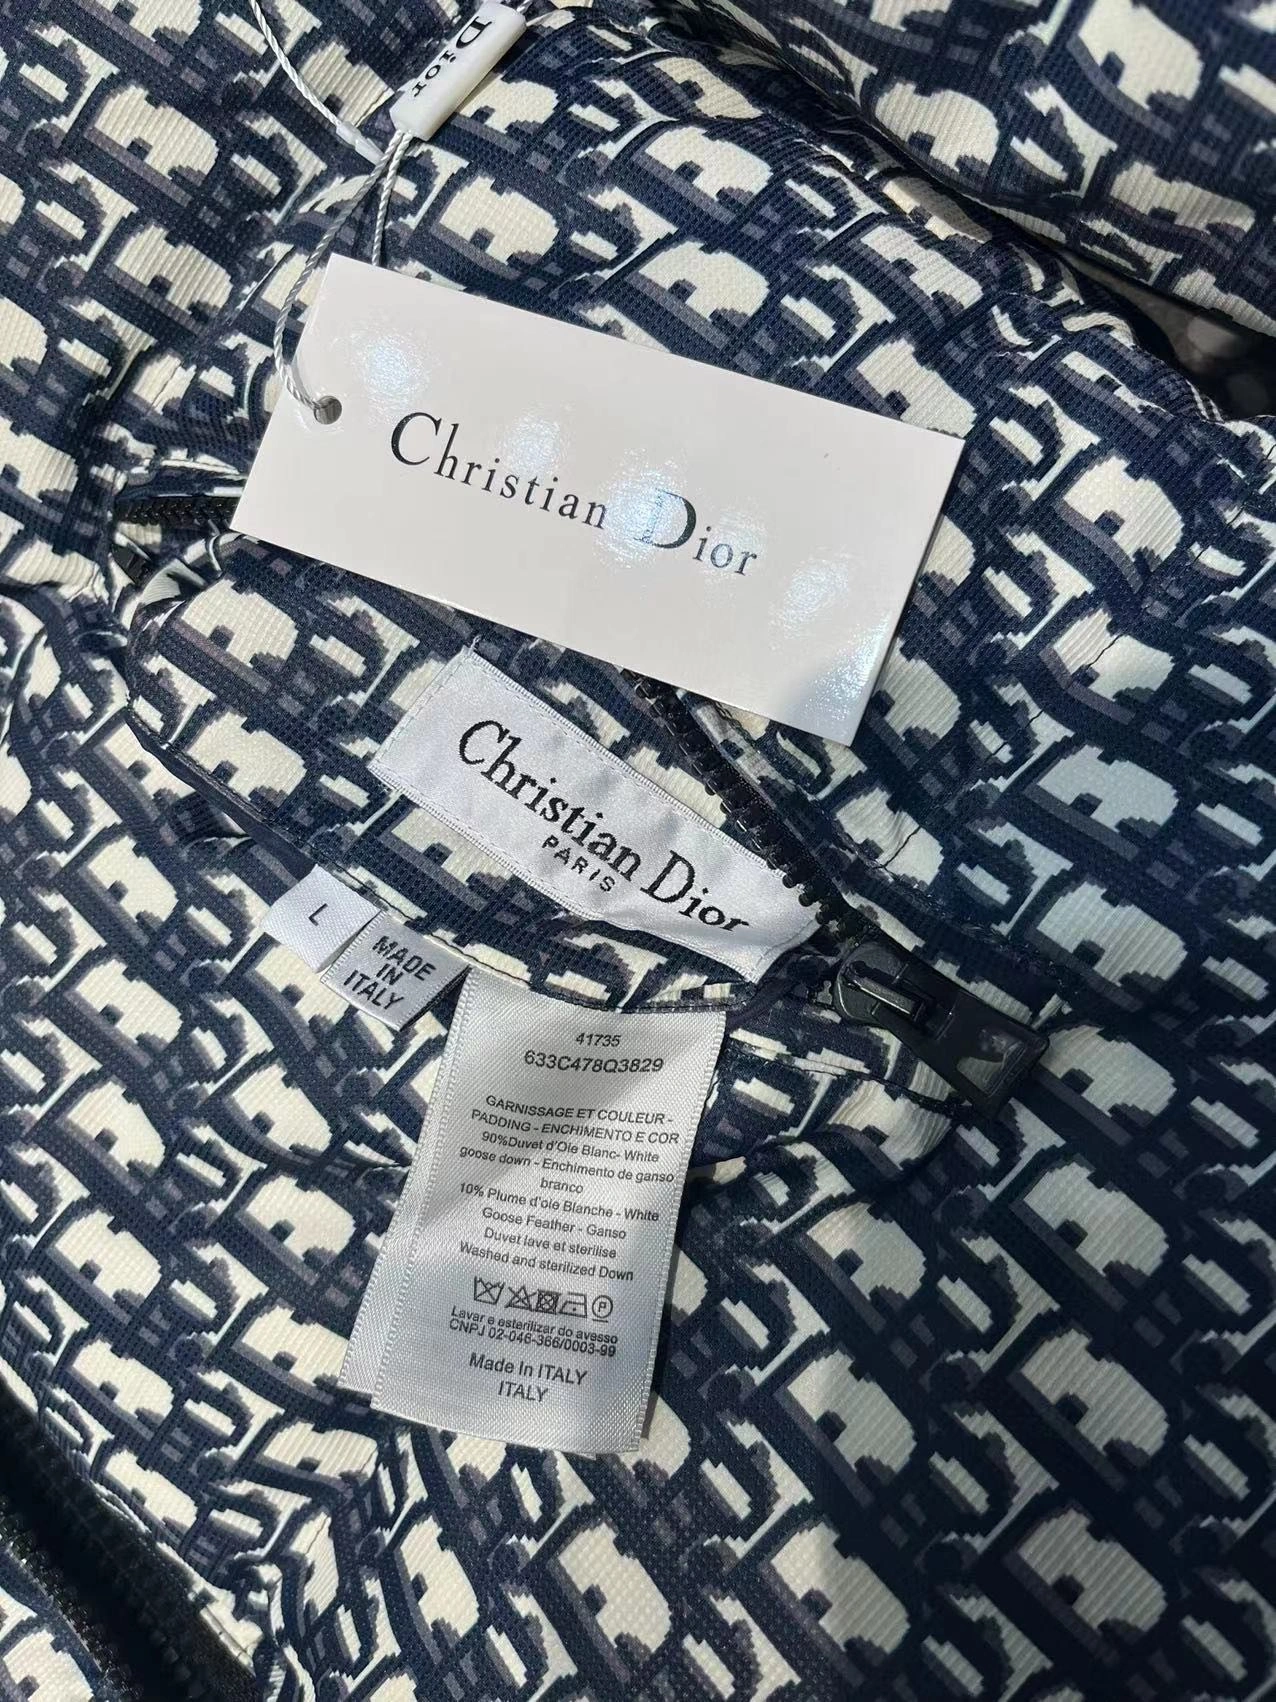 Dior
Christian Dior
Christian Dior
PARIS
L
MADE
IN
ITALY
41735
633C478Q3829
GARNISSAGE ET COULEUR -
PADDING - ENCHIMENTO E COR
90%Duvet d'Oie Blanc- White
goose down - Enchimento de ganso
branco
10% Plume d'oie Blanche - White
Goose Feather - Ganso
Duvet lave et sterilise
Washed and sterilized Down
P
Lavar e esterilizar do avesso
CNPJ 02-046-366/0003-99
Made In ITALY
ITALY